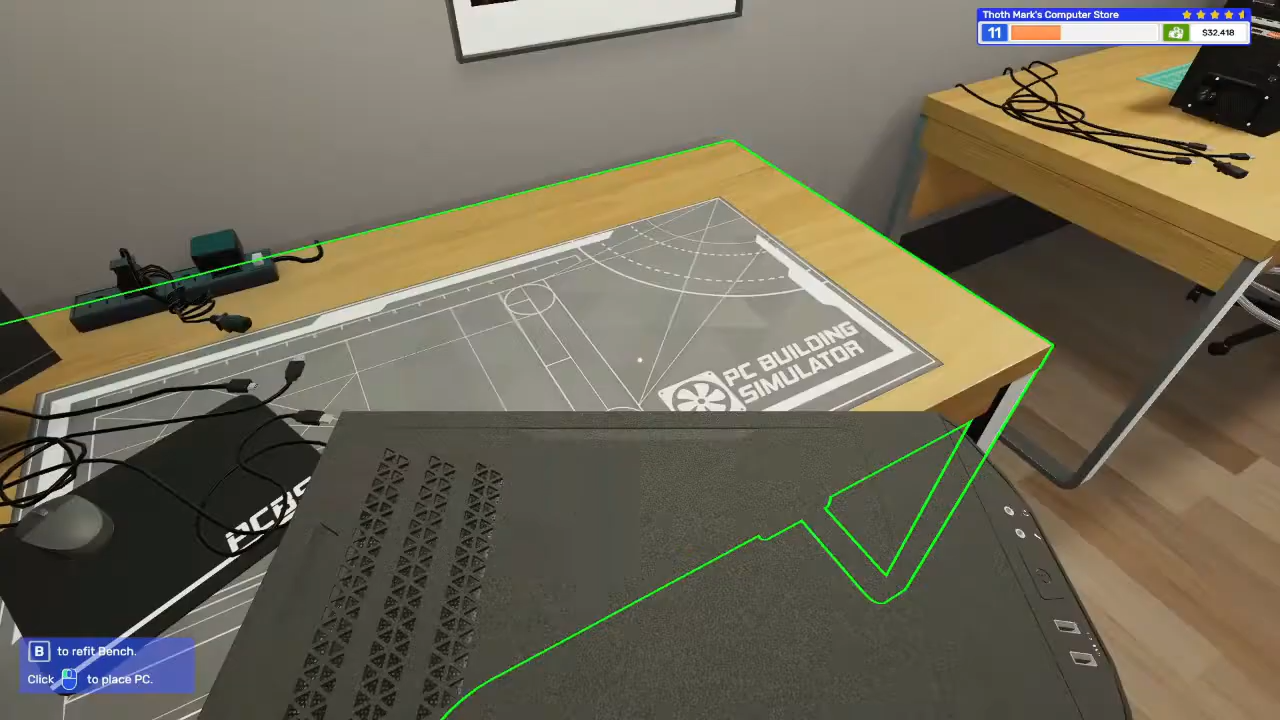 Thoth Mark's Computer Store
11
$32,418
PC BUILDING
SIMULATOR
B to refit Bench.
Click to place PC.